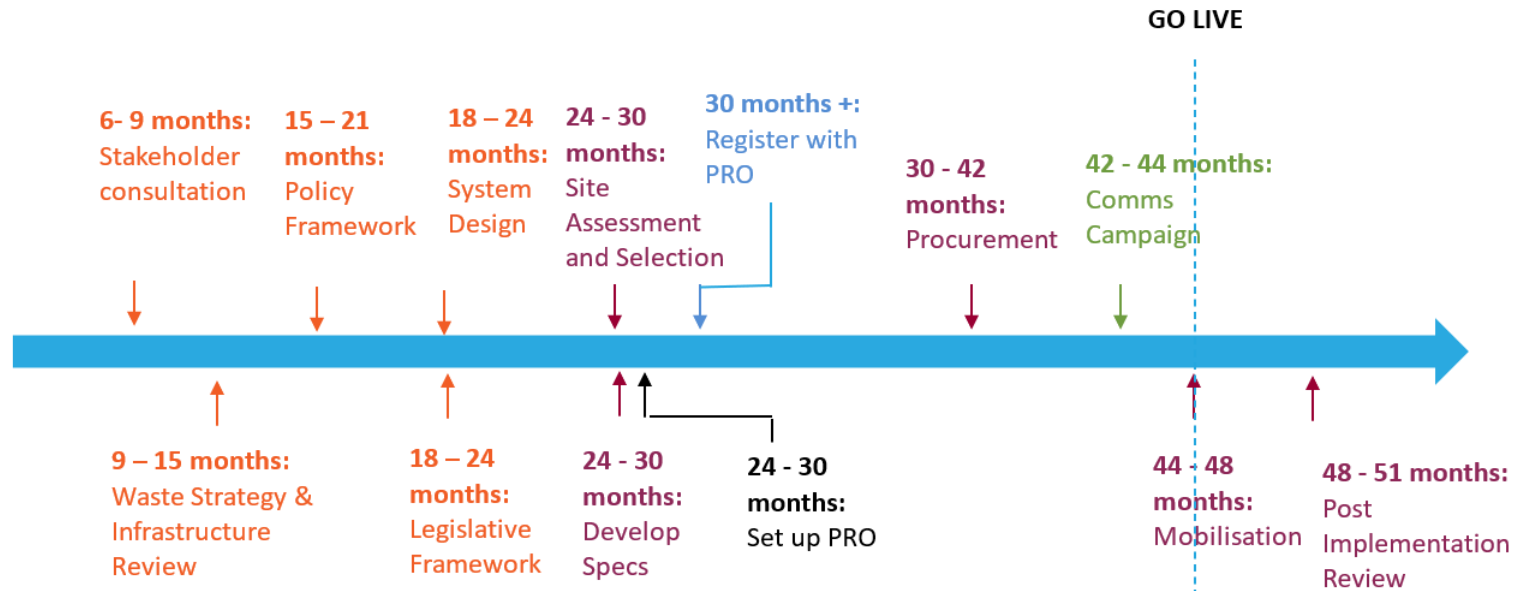 GO LIVE
6- 9 months:
Stakeholder
consultation
15 – 21
months:
Policy
Framework
18 – 24
months:
System
Design
24 - 30
months:
Site
Assessment
and Selection
30 months +:
Register with
PRO
30 - 42
months:
Procurement
42 - 44 months:
Comms
Campaign
9 – 15 months:
Waste Strategy &
Infrastructure
Review
18 – 24
months:
Legislative
Framework
24 - 30
months:
Develop
Specs
24 - 30
months:
Set up PRO
44 - 48
months:
Mobilisation
48 - 51 months:
Post
Implementation
Review